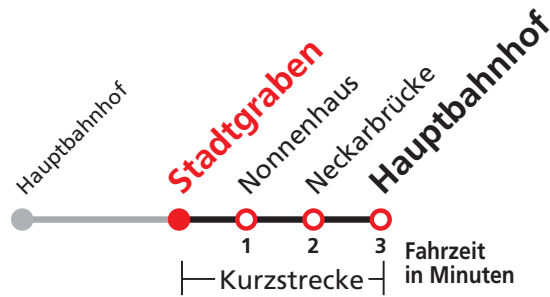 Hauptbahnhof
Stadtgraben
Nonnenhaus
Neckarbrücke
Hauptbahnhof
1 2 3
Fahrzeit
in Minuten
Kurzstrecke